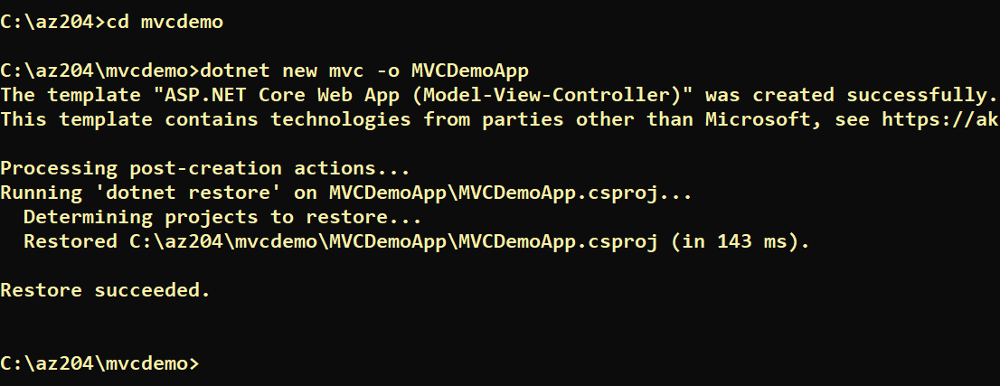 C:\az204>cd mvcdemo
C:\az204\mvcdemo>dotnet new mvc -o MVCDemoApp
The template "ASP.NET Core Web App (Model-View-Controller)" was created successfully.
This template contains technologies from parties other than Microsoft, see https://ak
Processing post-creation actions...
Running 'dotnet restore' on MVCDemoApp\MVCDemoApp.csproj...
  Determining projects to restore...
  Restored C:\az204\mvcdemo\MVCDemoApp\MVCDemoApp.csproj (in 143 ms).
Restore succeeded.
C:\az204\mvcdemo>